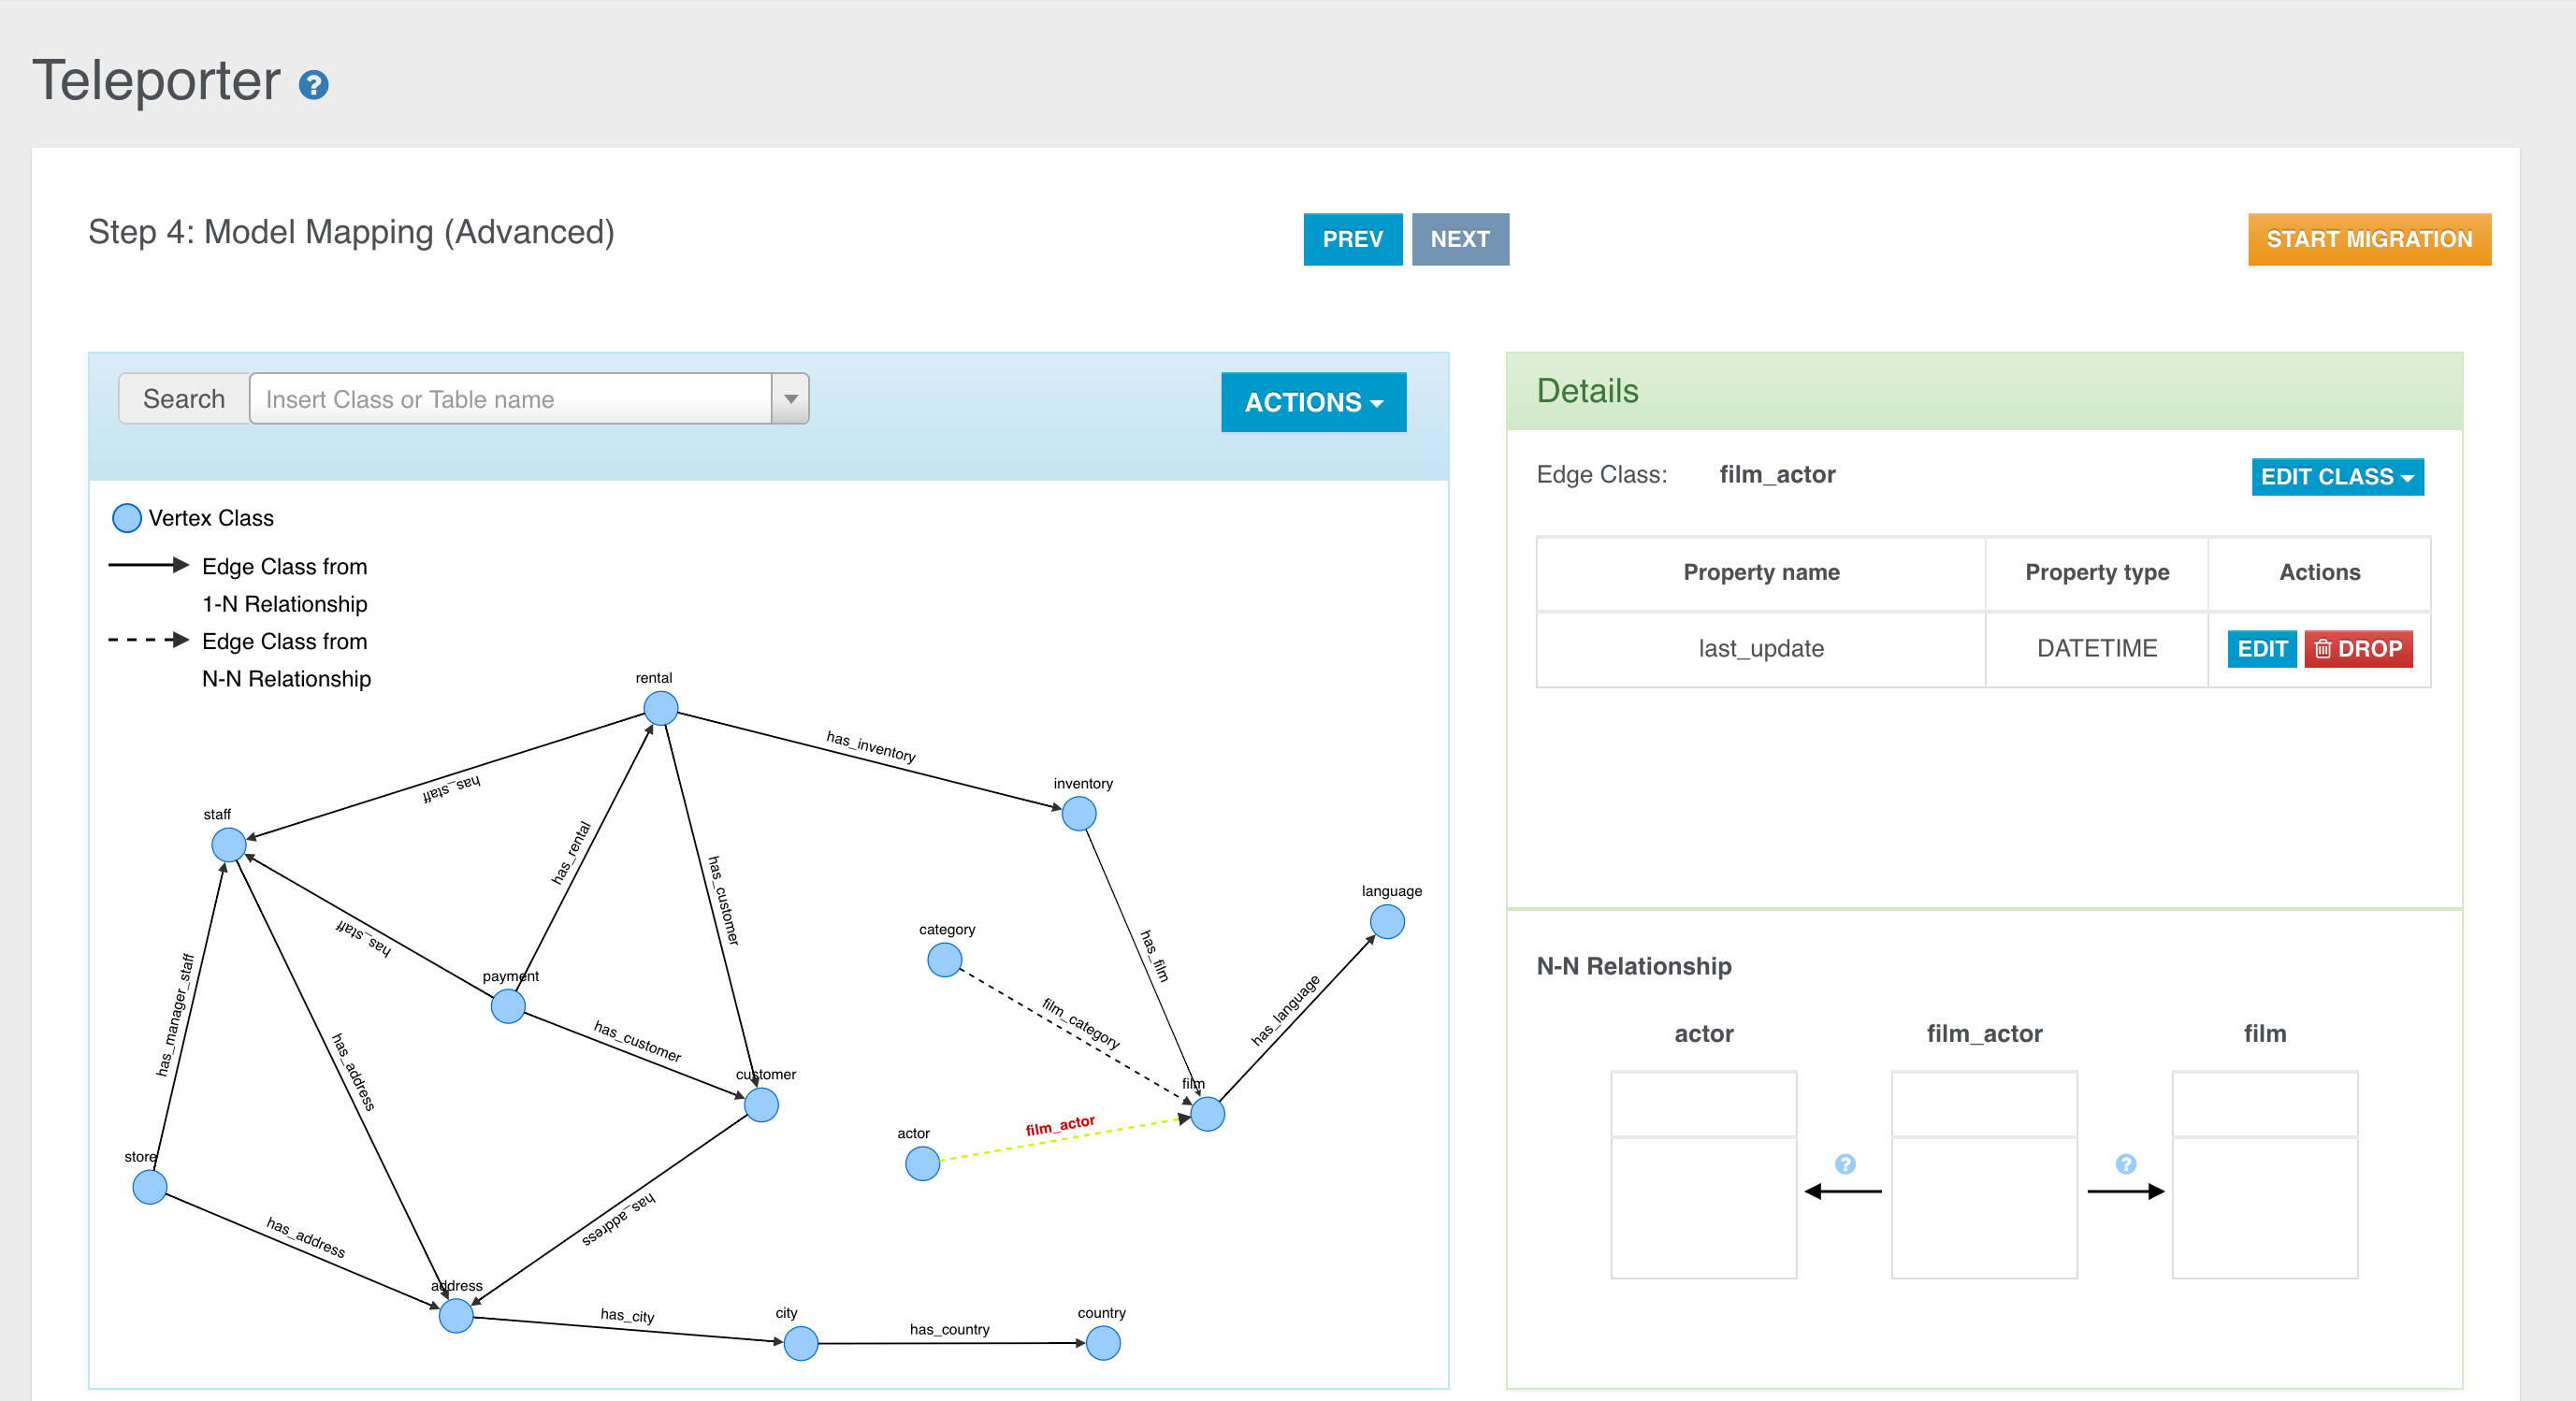 Teleporter ?
Step 4: Model Mapping (Advanced)
PREV
NEXT
START MIGRATION
Search
Insert Class or Table name
ACTIONS
Vertex Class
Edge Class from
1-N Relationship
Edge Class from
N-N Relationship
rental
has_inventory
has_staff
inventory
staff
has_rental
has_customer
language
has_staff
category
has_film
has_manager_staff
payment
film_category
has_language
has_customer
has_address
customer
film
film_actor
actor
store
has_address
has_address
address
has_city
city
has_country
country
Details
Edge Class: film_actor
EDIT CLASS
Property name Property type Actions
last_update DATETIME EDIT DROP
N-N Relationship
actor film_actor film
? ?